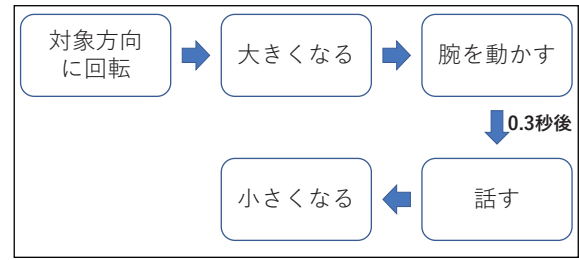 対象方向
に回転
大きくなる
腕を動かす
0.3秒後
話す
小さくなる